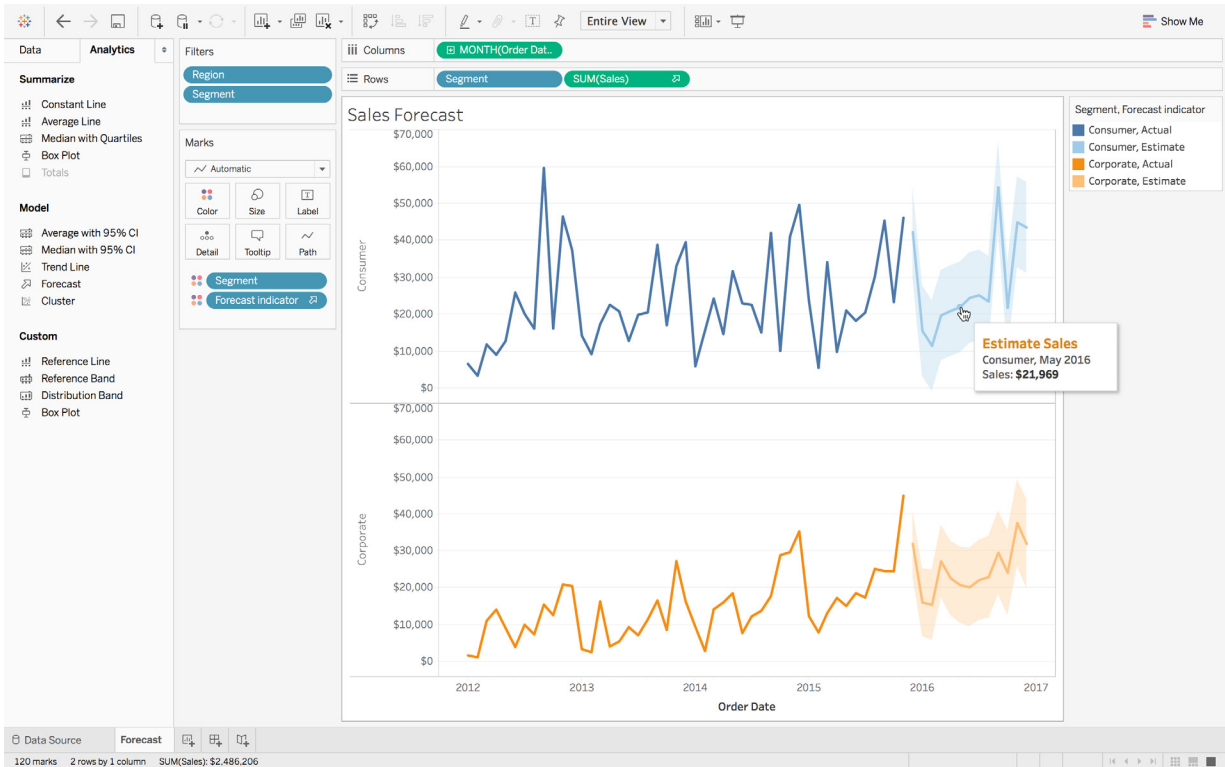 Entire View
Show Me
Data
Analytics
Summarize
Constant Line
Average Line
Median with Quartiles
Box Plot
Totals
Model
Average with 95% CI
Median with 95% CI
Trend Line
Forecast
Cluster
Custom
Reference Line
Reference Band
Distribution Band
Box Plot
Filters
Region
Segment
Marks
Automatic
Color
Size
Label
Detail
Tooltip
Path
Segment
Forecast indicator
Columns
MONTH(Order Dat..
Rows
Segment
SUM(Sales)
Sales Forecast
Consumer
$70,000
$60,000
$50,000
$40,000
$30,000
$20,000
$10,000
$0
Corporate
$70,000
$60,000
$50,000
$40,000
$30,000
$20,000
$10,000
$0
2012
2013
2014
2015
2016
2017
Order Date
Estimate Sales
Consumer, May 2016
Sales: $21,969
Segment, Forecast indicator
Consumer, Actual
Consumer, Estimate
Corporate, Actual
Corporate, Estimate
Data Source
Forecast
120 marks
2 rows by 1 column
SUM(Sales): $2,486,206